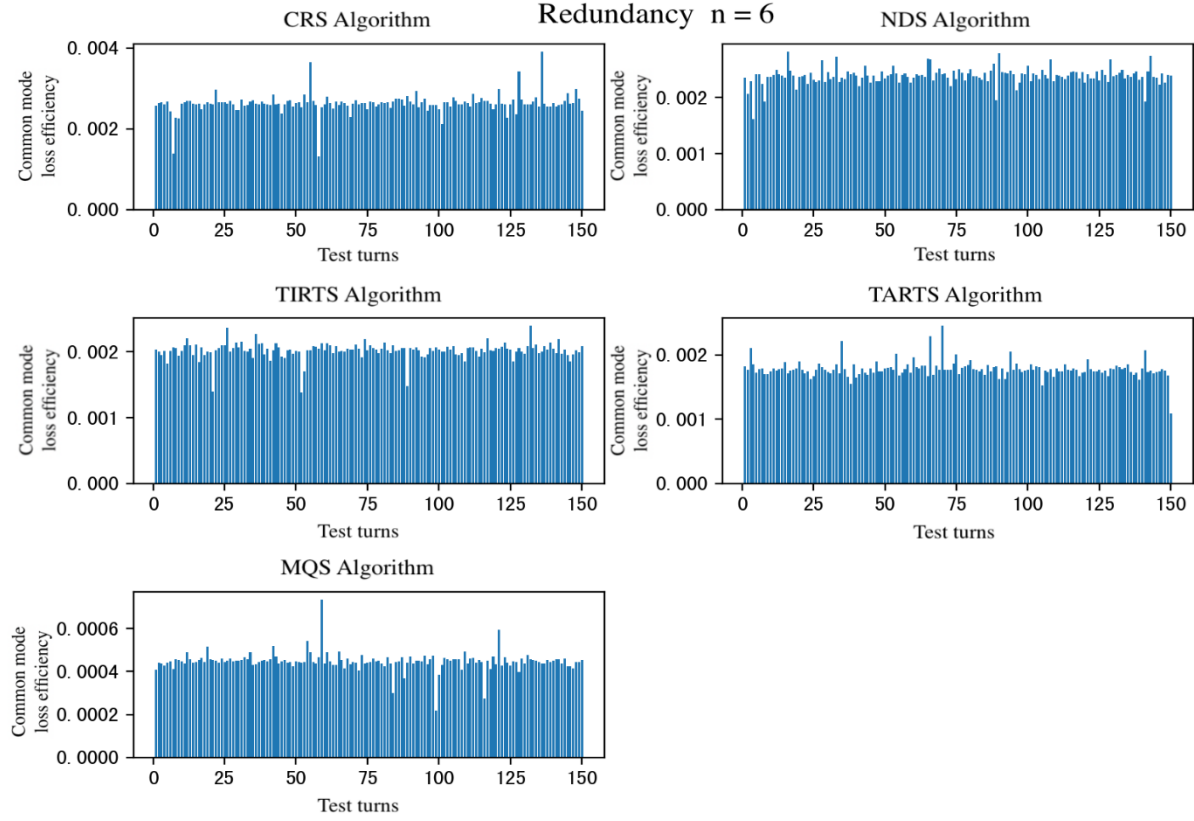 Redundancy n = 6
CRS Algorithm
Common mode
loss efficiency
0.004
0.002
0.000
0 25 50 75 100 125 150
Test turns
NDS Algorithm
Common mode
loss efficiency
0.002
0.001
0.000
0 25 50 75 100 125 150
Test turns
TIRTS Algorithm
Common mode
loss efficiency
0.002
0.001
0.000
0 25 50 75 100 125 150
Test turns
TARTS Algorithm
Common mode
loss efficiency
0.002
0.001
0.000
0 25 50 75 100 125 150
Test turns
MQS Algorithm
Common mode
loss efficiency
0.0006
0.0004
0.0002
0.0000
0 25 50 75 100 125 150
Test turns